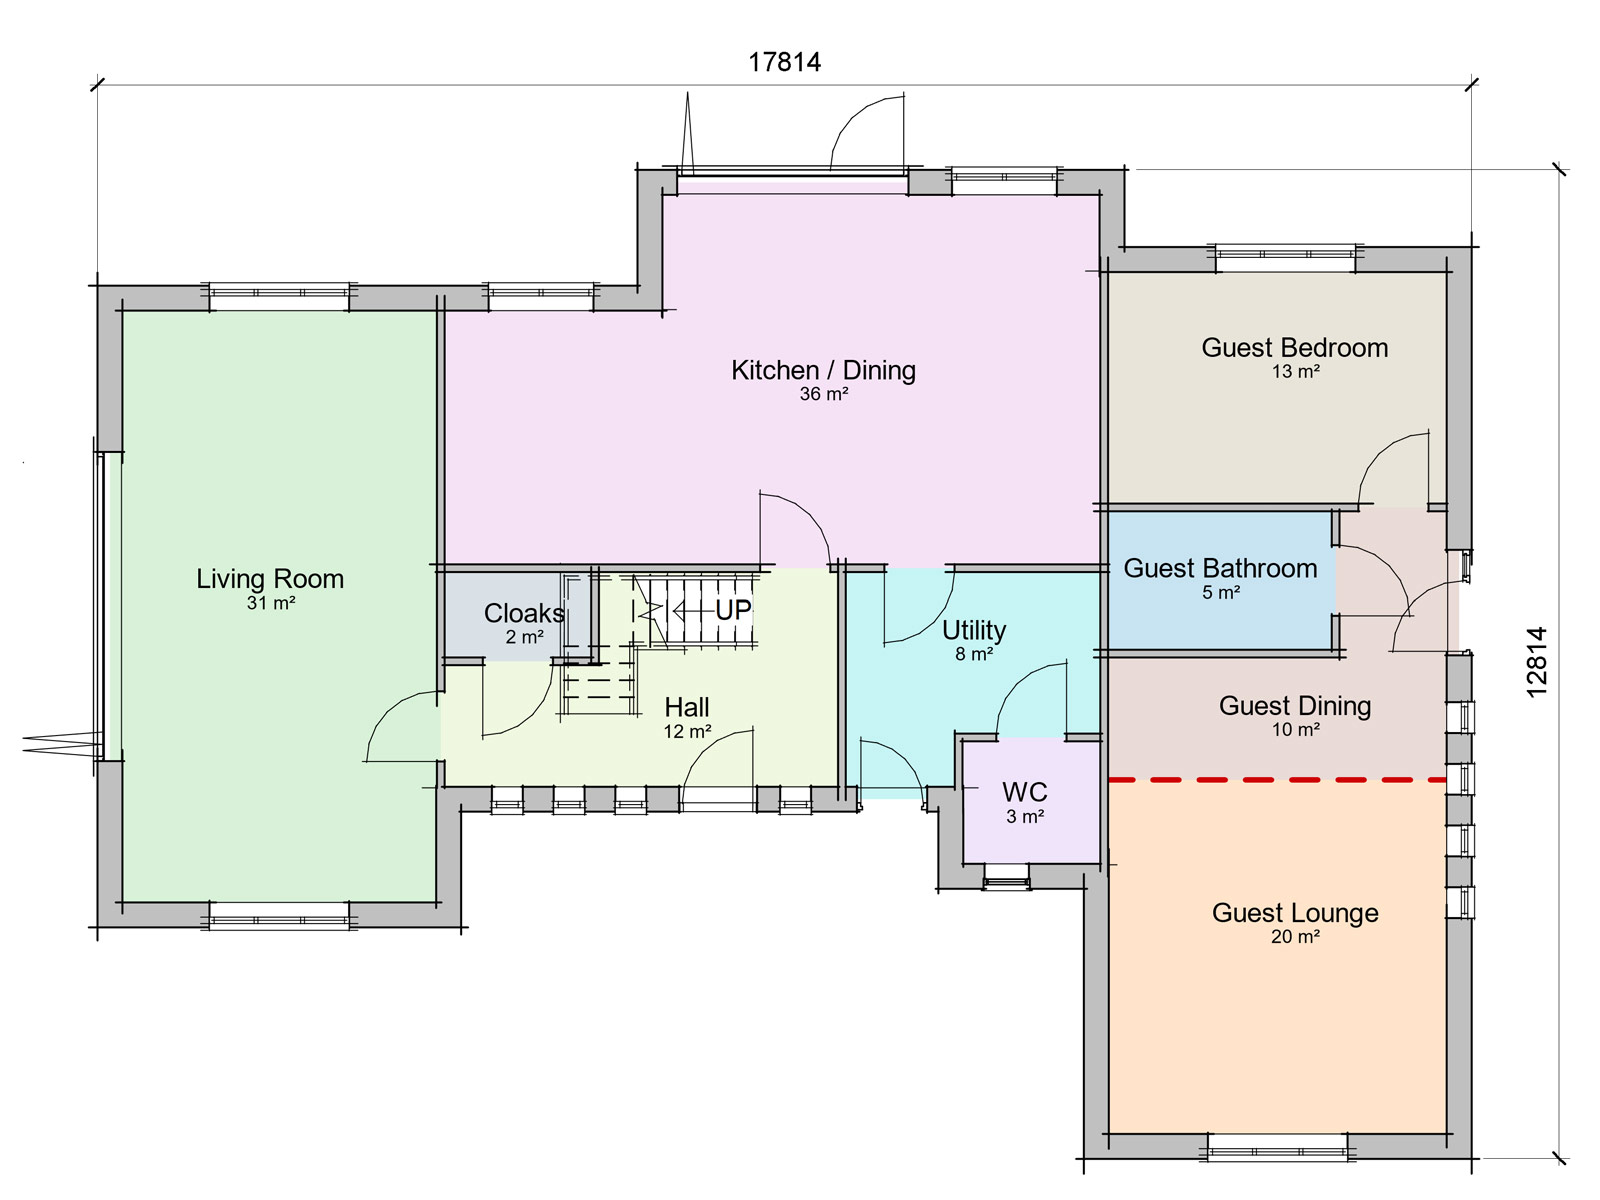 17814
Guest Bedroom
13 m²
Kitchen / Dining
36 m²
Living Room
31 m²
Cloaks
2 m²
UP
Guest Bathroom
5 m²
Utility
8 m²
Hall
12 m²
Guest Dining
10 m²
12814
WC
3 m²
Guest Lounge
20 m²